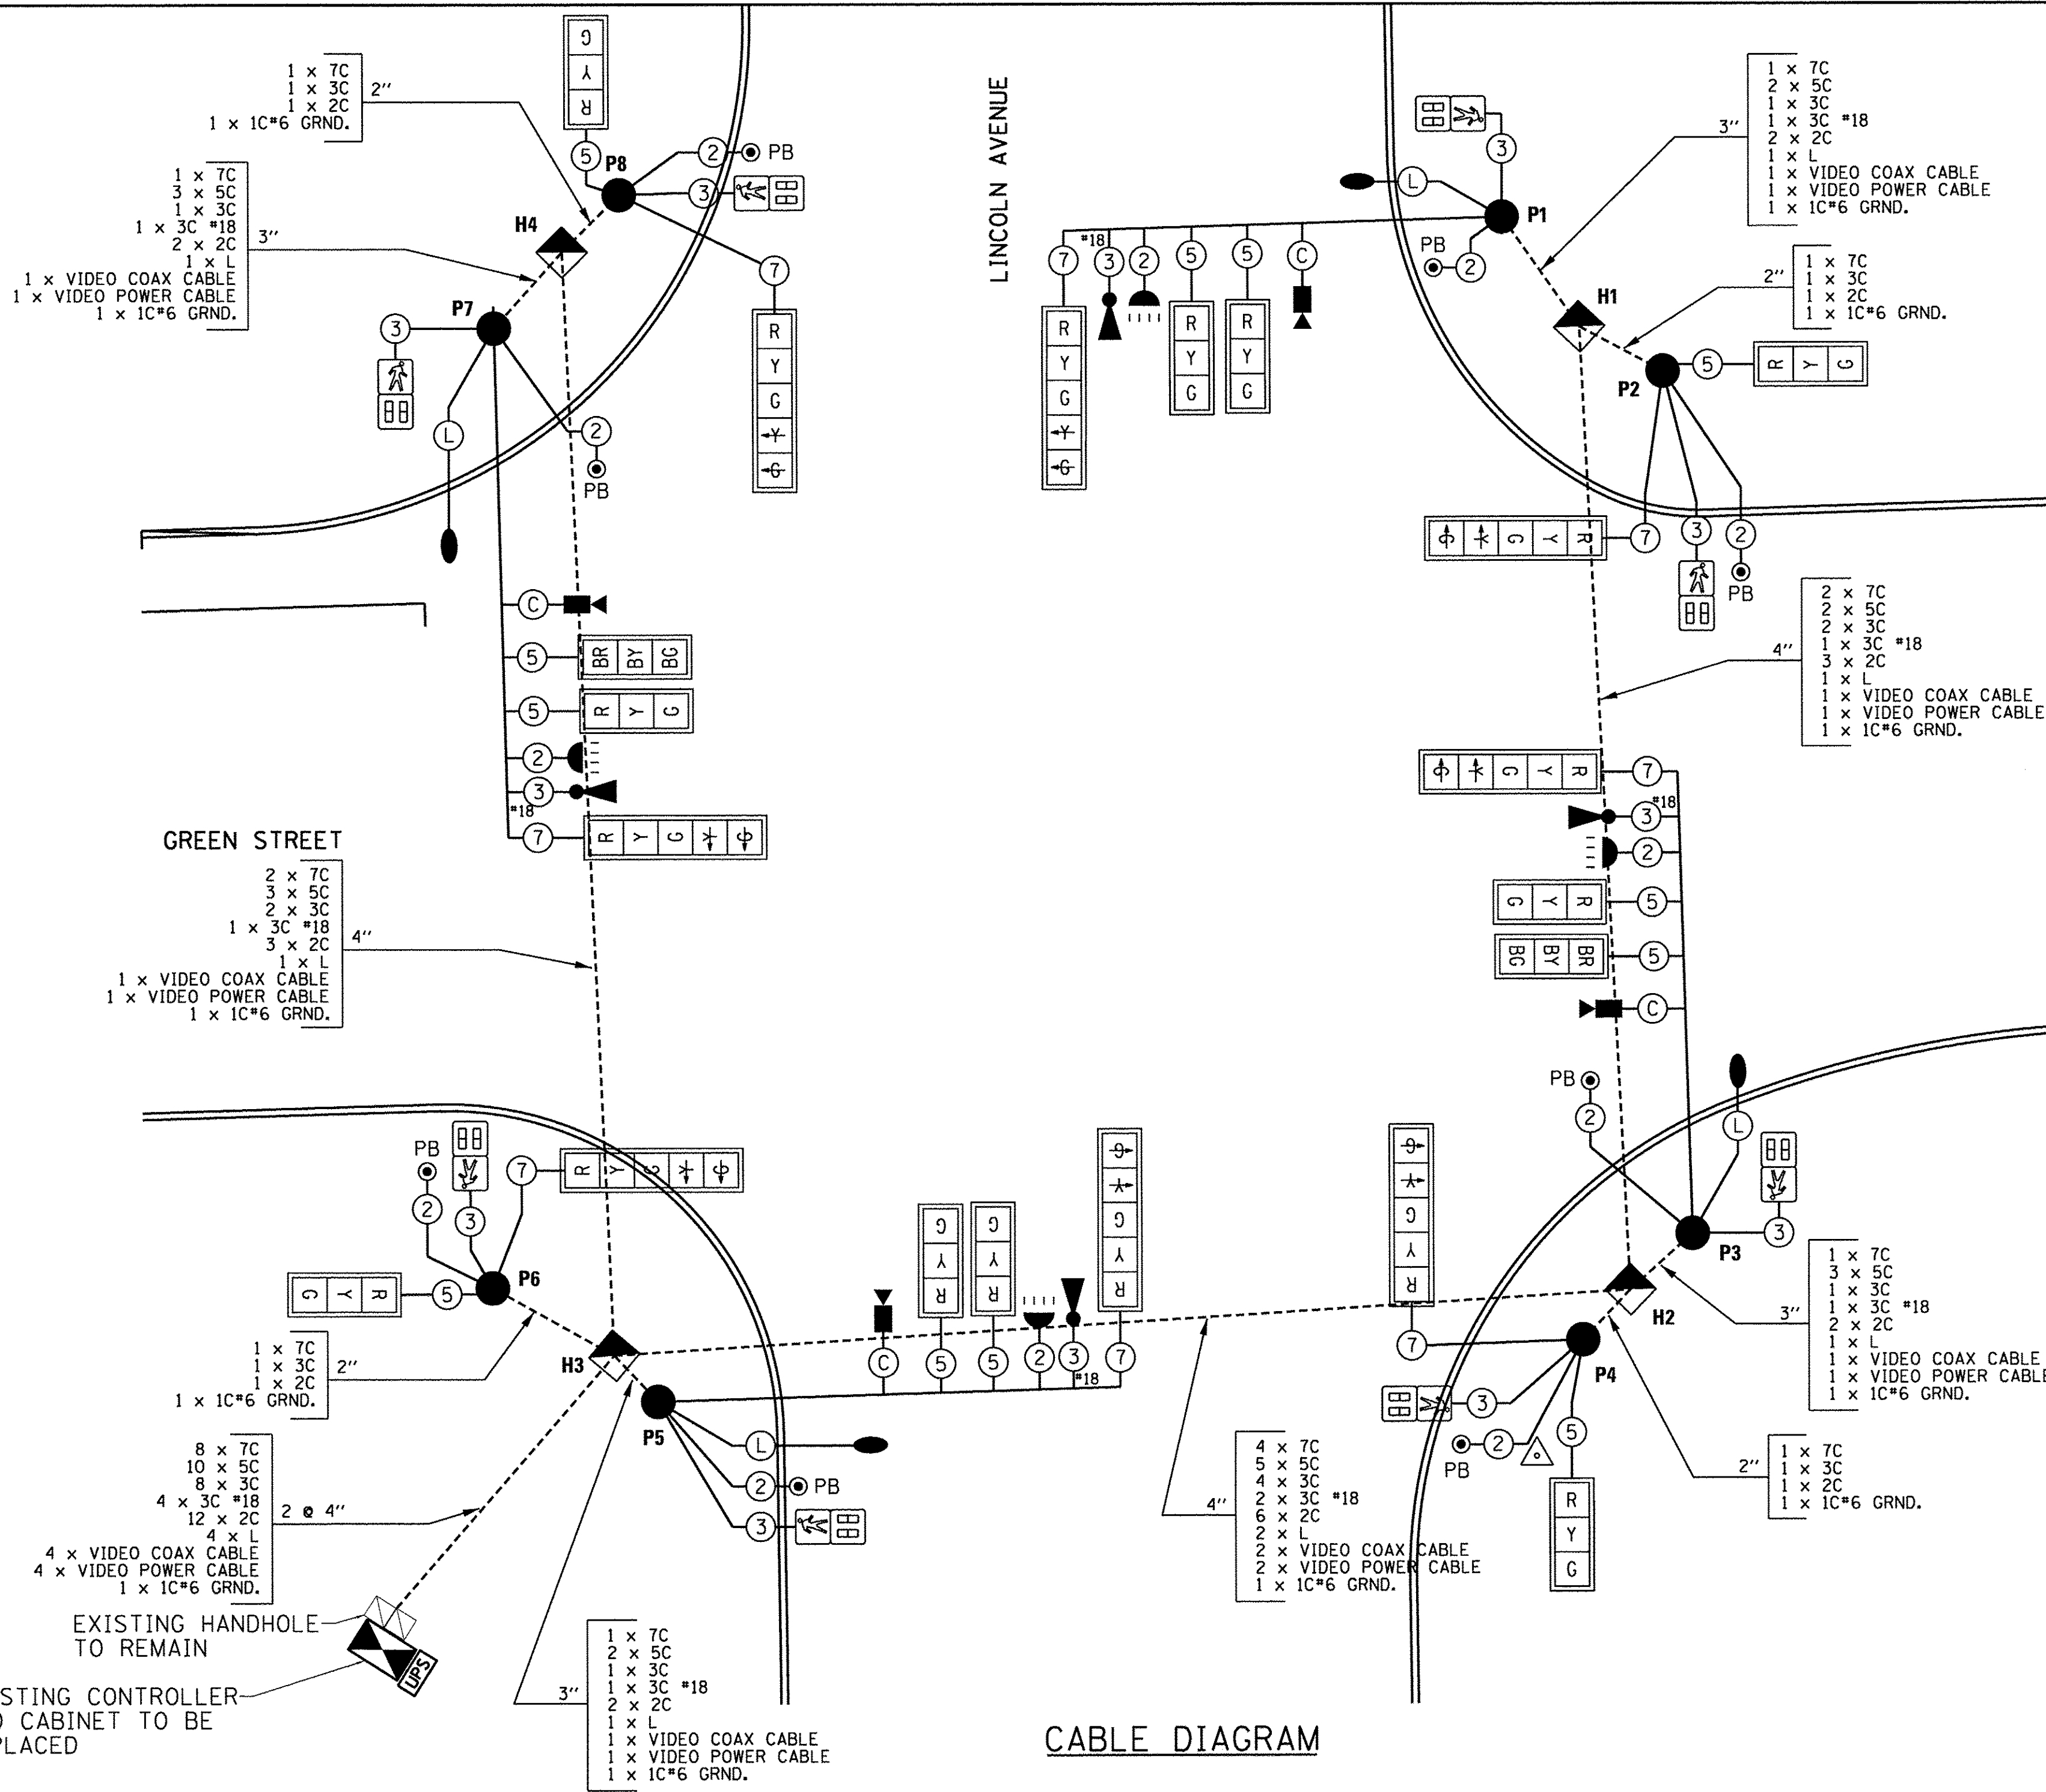 1 x 7C
1 x 3C
1 x 2C
1 x 1C#6 GRND.
2"
G
Y
R
5
P8
2
PB
3
7
R
Y
G
Y
G
H4
1 x 7C
3 x 5C
1 x 3C
1 x 3C #18
2 x 2C
1 x L
1 x VIDEO COAX CABLE
1 x VIDEO POWER CABLE
1 x 1C#6 GRND.
3"
P7
3
L
2
PB
C
5
BR BY BG
5
R Y G
2
3
#18
7
R Y G Y G
LINCOLN AVENUE
3
L
P1
PB
2
7
#18
3
2
5
5
C
R
Y
G
Y
G
R
Y
G
R
Y
G
1 x 7C
2 x 5C
1 x 3C
1 x 3C #18
2 x 2C
1 x L
1 x VIDEO COAX CABLE
1 x VIDEO POWER CABLE
1 x 1C#6 GRND.
3"
H1
2"
1 x 7C
1 x 3C
1 x 2C
1 x 1C#6 GRND.
P2
5
R Y G
G Y G Y R
7
3
2
PB
4"
2 x 7C
2 x 5C
2 x 3C
1 x 3C #18
3 x 2C
1 x L
1 x VIDEO COAX CABLE
1 x VIDEO POWER CABLE
1 x 1C#6 GRND.
G Y G Y R
7
#18
3
2
G Y R
5
BG BY BR
5
C
GREEN STREET
2 x 7C
3 x 5C
2 x 3C
1 x 3C #18
3 x 2C
1 x L
1 x VIDEO COAX CABLE
1 x VIDEO POWER CABLE
1 x 1C#6 GRND.
4"
PB
2
3
7
R Y G Y G
P6
G Y R
5
1 x 7C
1 x 3C
1 x 2C
1 x 1C#6 GRND.
2"
H3
P5
C
G
Y
R
5
G
Y
R
5
2
3
#18
G
Y
G
Y
R
7
L
2
PB
3
8 x 7C
10 x 5C
8 x 3C
4 x 3C #18
12 x 2C
4 x L
4 x VIDEO COAX CABLE
4 x VIDEO POWER CABLE
1 x 1C#6 GRND.
2 @ 4"
EXISTING HANDHOLE
TO REMAIN
UPS
STING CONTROLLER
CABINET TO BE
PLACED
3"
1 x 7C
2 x 5C
1 x 3C
1 x 3C #18
2 x 2C
1 x L
1 x VIDEO COAX CABLE
1 x VIDEO POWER CABLE
1 x 1C#6 GRND.
PB
2
L
3
P3
H2
3"
1 x 7C
3 x 5C
1 x 3C
1 x 3C #18
2 x 2C
1 x L
1 x VIDEO COAX CABLE
1 x VIDEO POWER CABLE
1 x 1C#6 GRND.
G
Y
G
Y
R
7
P4
3
2
PB
5
R
Y
G
2"
1 x 7C
1 x 3C
1 x 2C
1 x 1C#6 GRND.
4"
4 x 7C
5 x 5C
4 x 3C
2 x 3C #18
6 x 2C
2 x L
2 x VIDEO COAX CABLE
2 x VIDEO POWER CABLE
1 x 1C#6 GRND.
CABLE DIAGRAM